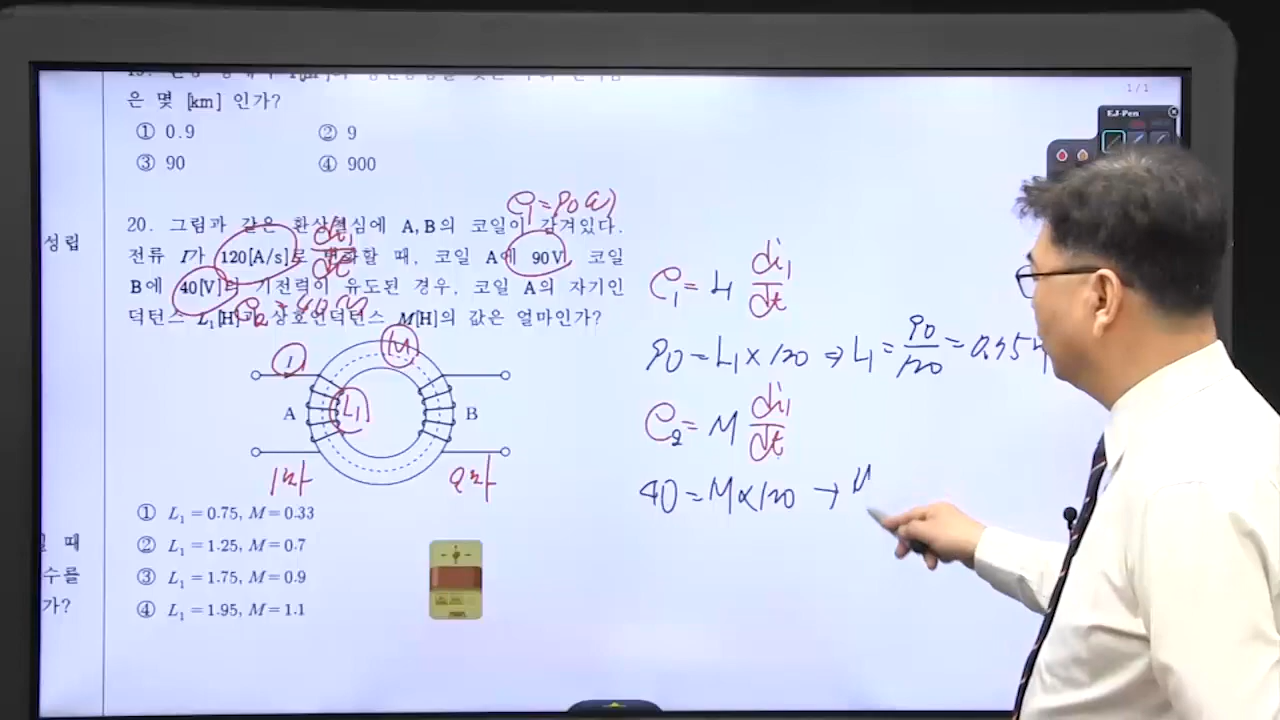 은 몇 [km] 인가?
① 0.9 ② 9
③ 90 ④ 900
20. 그림과 같은 환상철심에 A, B의 코일이 감겨있다.
전류 I가 120[A/s]로 변화할 때, 코일 A에 90V, 코일
B에 40[V]의 기전력이 유도된 경우, 코일 A의 자기인
덕턴스 L₁[H]과 상호인덕턴스 M[H]의 값은 얼마인가?
e₁=90(V)
di₁/dt
I
M
A
L₁
B
1차
2차
① L₁=0.75, M=0.33
② L₁=1.25, M=0.7
③ L₁=1.75, M=0.9
④ L₁=1.95, M=1.1
성립
때
수를
가?
e₁=L₁ di₁/dt
90=L₁×120 ⇒ L₁=90/120=0.75
e₂=M di₁/dt
40=M×120 → M
1/1
EJ-Pen